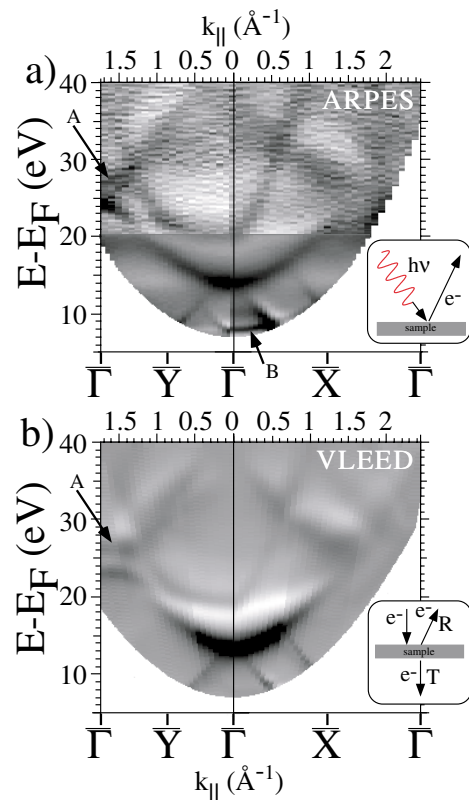 k|| (Å⁻¹)
1.5 1 0.5 0 0.5 1 1.5 2
a)
ARPES
A
40
30
20
10
E-E_F (eV)
hν
e⁻
sample
B
Γ̅ Y̅ Γ̅ X̅ Γ̅
1.5 1 0.5 0 0.5 1 1.5 2
b)
VLEED
A
40
30
20
10
E-E_F (eV)
e⁻ e⁻ R
sample
e⁻ T
Γ̅ Y̅ Γ̅ X̅ Γ̅
k|| (Å⁻¹)